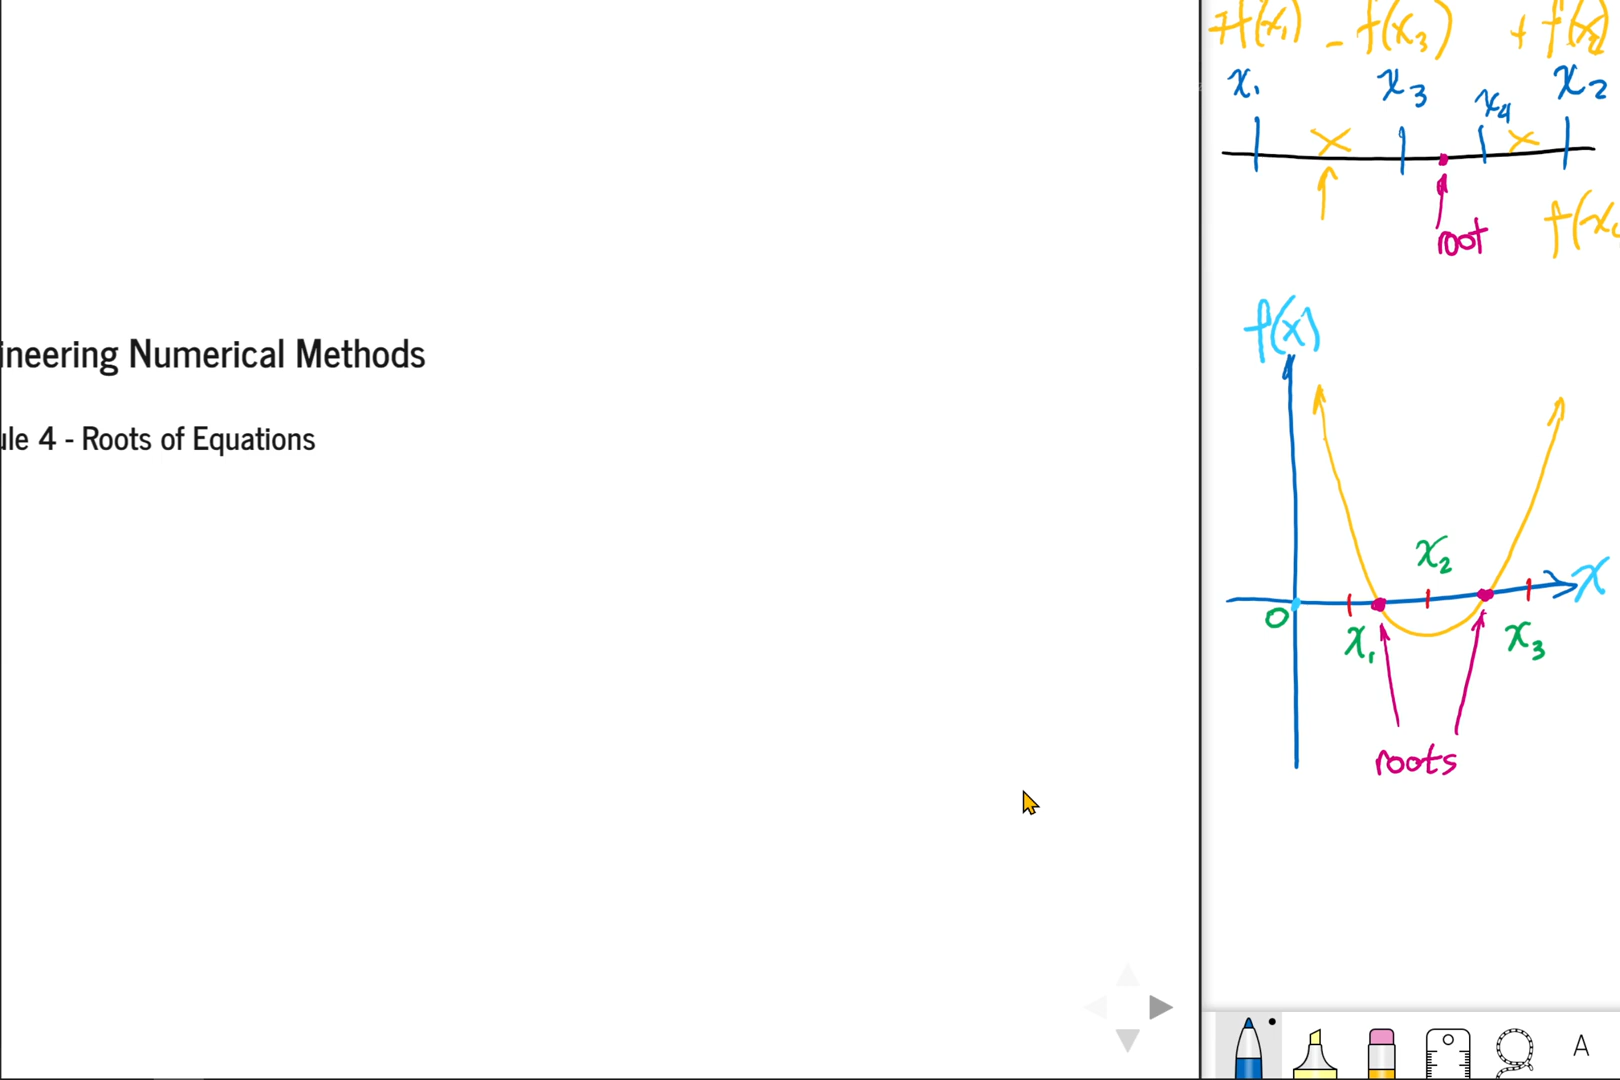 ineering Numerical Methods
ule 4 - Roots of Equations
f(x₁) - f(x₃) + f(x₂)
x₁ x₃ x₄ x₂
root
f(x
f(x)
x₂
x
0
x₁ x₃
roots
A